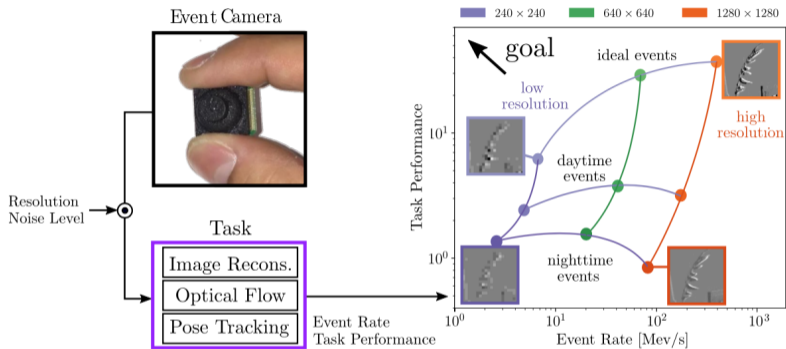 Event Camera
Resolution
Noise Level
Task
Image Recons.
Optical Flow
Pose Tracking
Event Rate
Task Performance
240 × 240
640 × 640
1280 × 1280
goal
ideal events
low
resolution
high
resolution
daytime
events
nighttime
events
Task Performance
10¹
10⁰
10⁰
10¹
10²
10³
Event Rate [Mev/s]